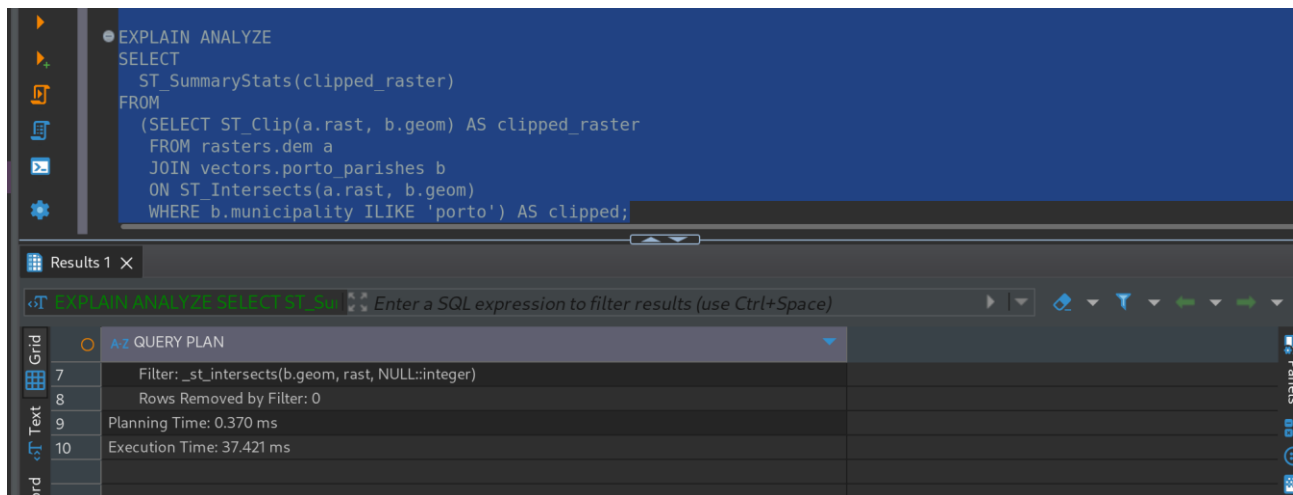 EXPLAIN ANALYZE
SELECT
ST_SummaryStats(clipped_raster)
FROM
(SELECT ST_Clip(a.rast, b.geom) AS clipped_raster
FROM rasters.dem a
JOIN vectors.porto_parishes b
ON ST_Intersects(a.rast, b.geom)
WHERE b.municipality ILIKE 'porto') AS clipped;
Results 1
EXPLAIN ANALYZE SELECT ST_Su
Enter a SQL expression to filter results (use Ctrl+Space)
Grid
A-Z QUERY PLAN
7 Filter: _st_intersects(b.geom, rast, NULL::integer)
8 Rows Removed by Filter: 0
9 Planning Time: 0.370 ms
10 Execution Time: 37.421 ms
Text
Panels